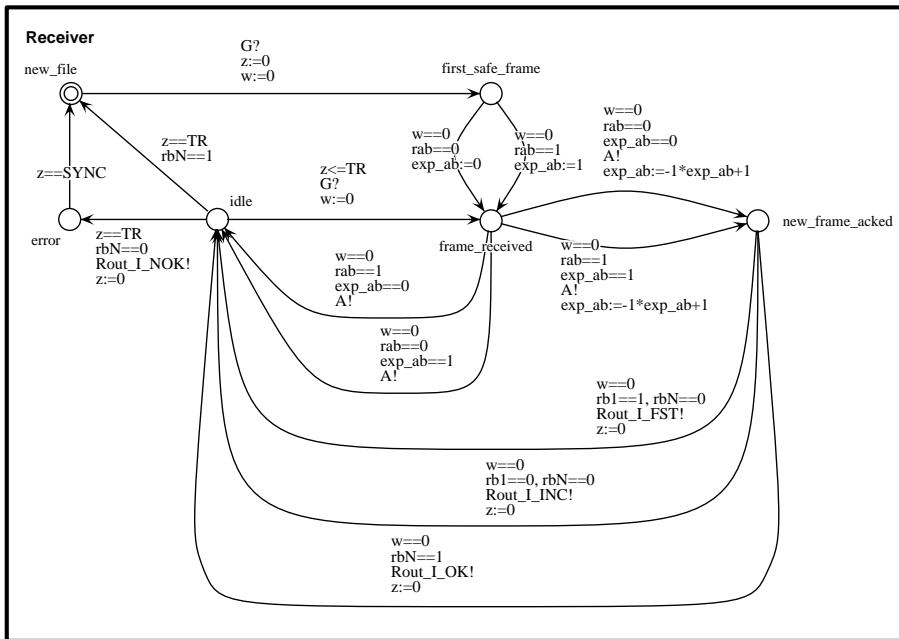 Receiver
new_file
G?
z:=0
w:=0
first_safe_frame
w==0
rab==0
exp_ab:=0
w==0
rab==1
exp_ab:=1
w==0
rab==0
exp_ab==0
A!
exp_ab:=-1*exp_ab+1
z==TR
rbN==1
z==SYNC
z<=TR
G?
w:=0
idle
error
z==TR
rbN==0
Rout_I_NOK!
z:=0
frame_received
new_frame_acked
w==0
rab==1
exp_ab==0
A!
w==0
rab==1
exp_ab==1
A!
exp_ab:=-1*exp_ab+1
w==0
rab==0
exp_ab==1
A!
w==0
rb1==1, rbN==0
Rout_I_FST!
z:=0
w==0
rb1==0, rbN==0
Rout_I_INC!
z:=0
w==0
rbN==1
Rout_I_OK!
z:=0